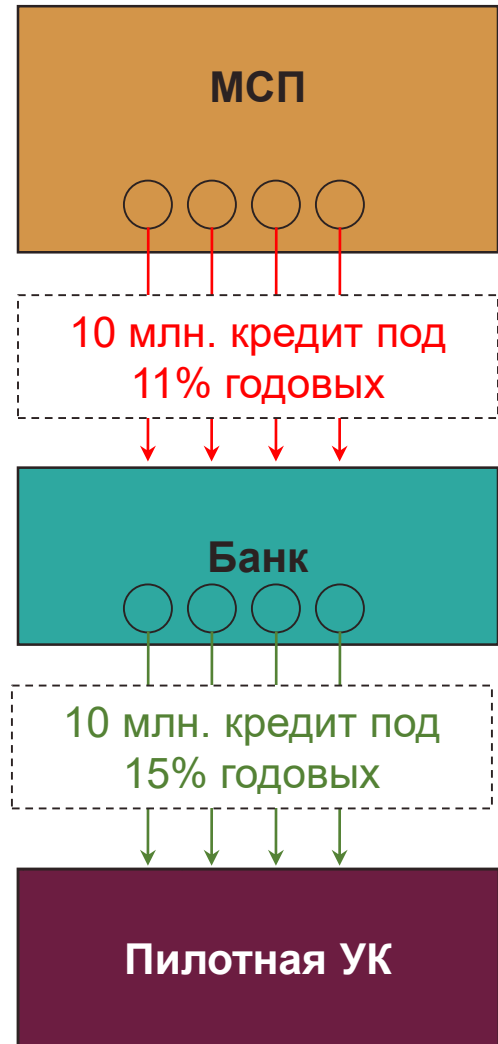 МСП
10 млн. кредит под
11% годовых
Банк
10 млн. кредит под
15% годовых
Пилотная УК